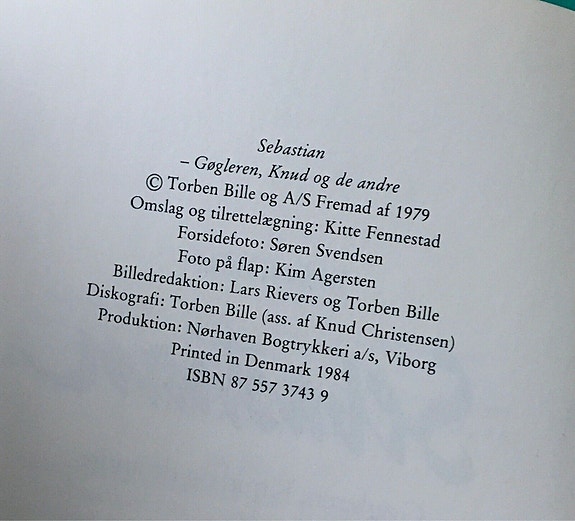 Sebastian
– Gøgleren, Knud og de andre
© Torben Bille og A/S Fremad af 1979
Omslag og tilrettelægning: Kitte Fennestad
Forsidefoto: Søren Svendsen
Foto på flap: Kim Agersten
Billedredaktion: Lars Rievers og Torben Bille
Diskografi: Torben Bille (ass. af Knud Christensen)
Produktion: Nørhaven Bogtrykkeri a/s, Viborg
Printed in Denmark 1984
ISBN 87 557 3743 9